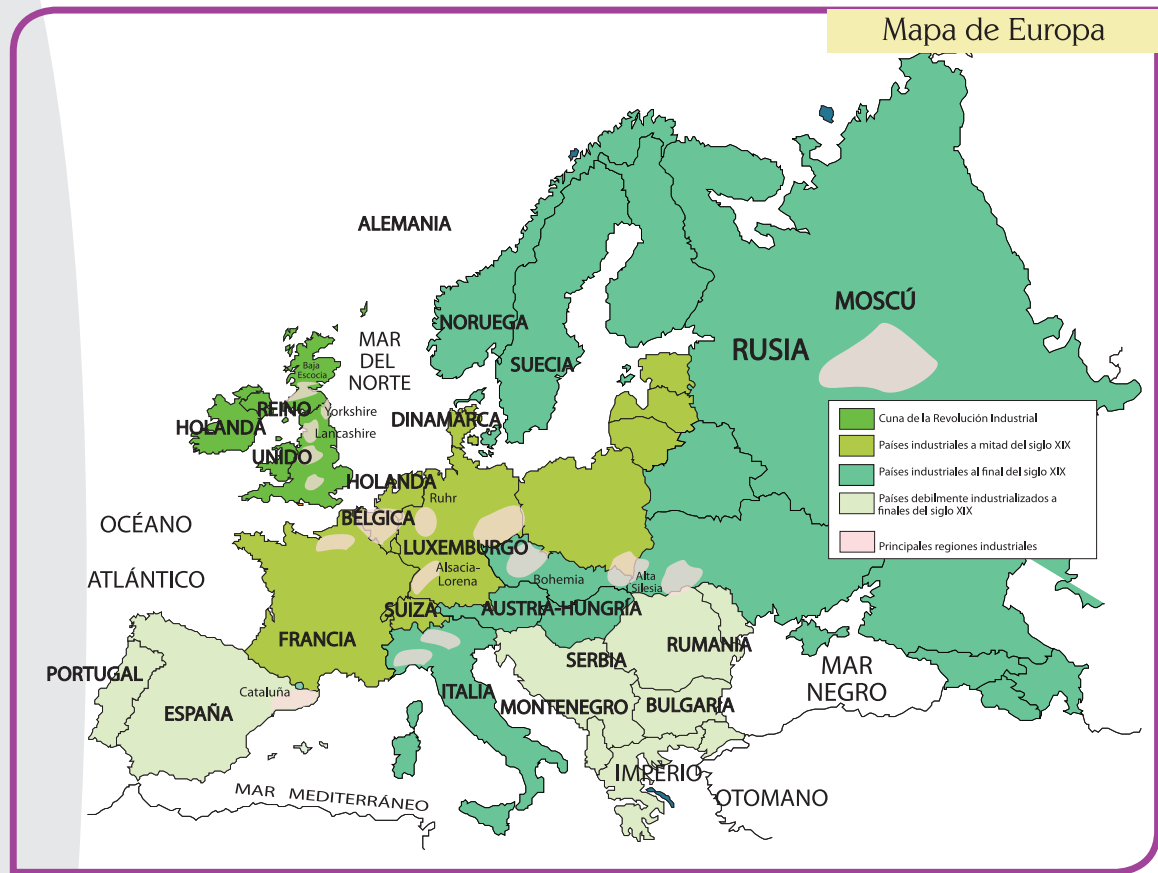 Mapa de Europa
ALEMANIA
MOSCÚ
NORUEGA
MAR
DEL
NORTE
RUSIA
SUECIA
Baja
Escocia
REINO
Yorkshire
DINAMARCA
HOLANDA
Lancashire
UNIDO
Cuna de la Revolución Industrial
Países industriales a mitad del siglo XIX
Países industriales al final del siglo XIX
Países debilmente industrializados a
finales del siglo XIX
Principales regiones industriales
HOLANDA
Ruhr
BÉLGICA
OCÉANO
ATLÁNTICO
LUXEMBURGO
Alsacia-
Lorena
Bohemia
Alta
Silesia
SUIZA
AUSTRIA-HUNGRÍA
FRANCIA
SERBIA
RUMANIA
MAR
NEGRO
PORTUGAL
Cataluña
ESPAÑA
ITALIA
MONTENEGRO
BULGARIA
IMPERIO
OTOMANO
MAR MEDITERRÁNEO